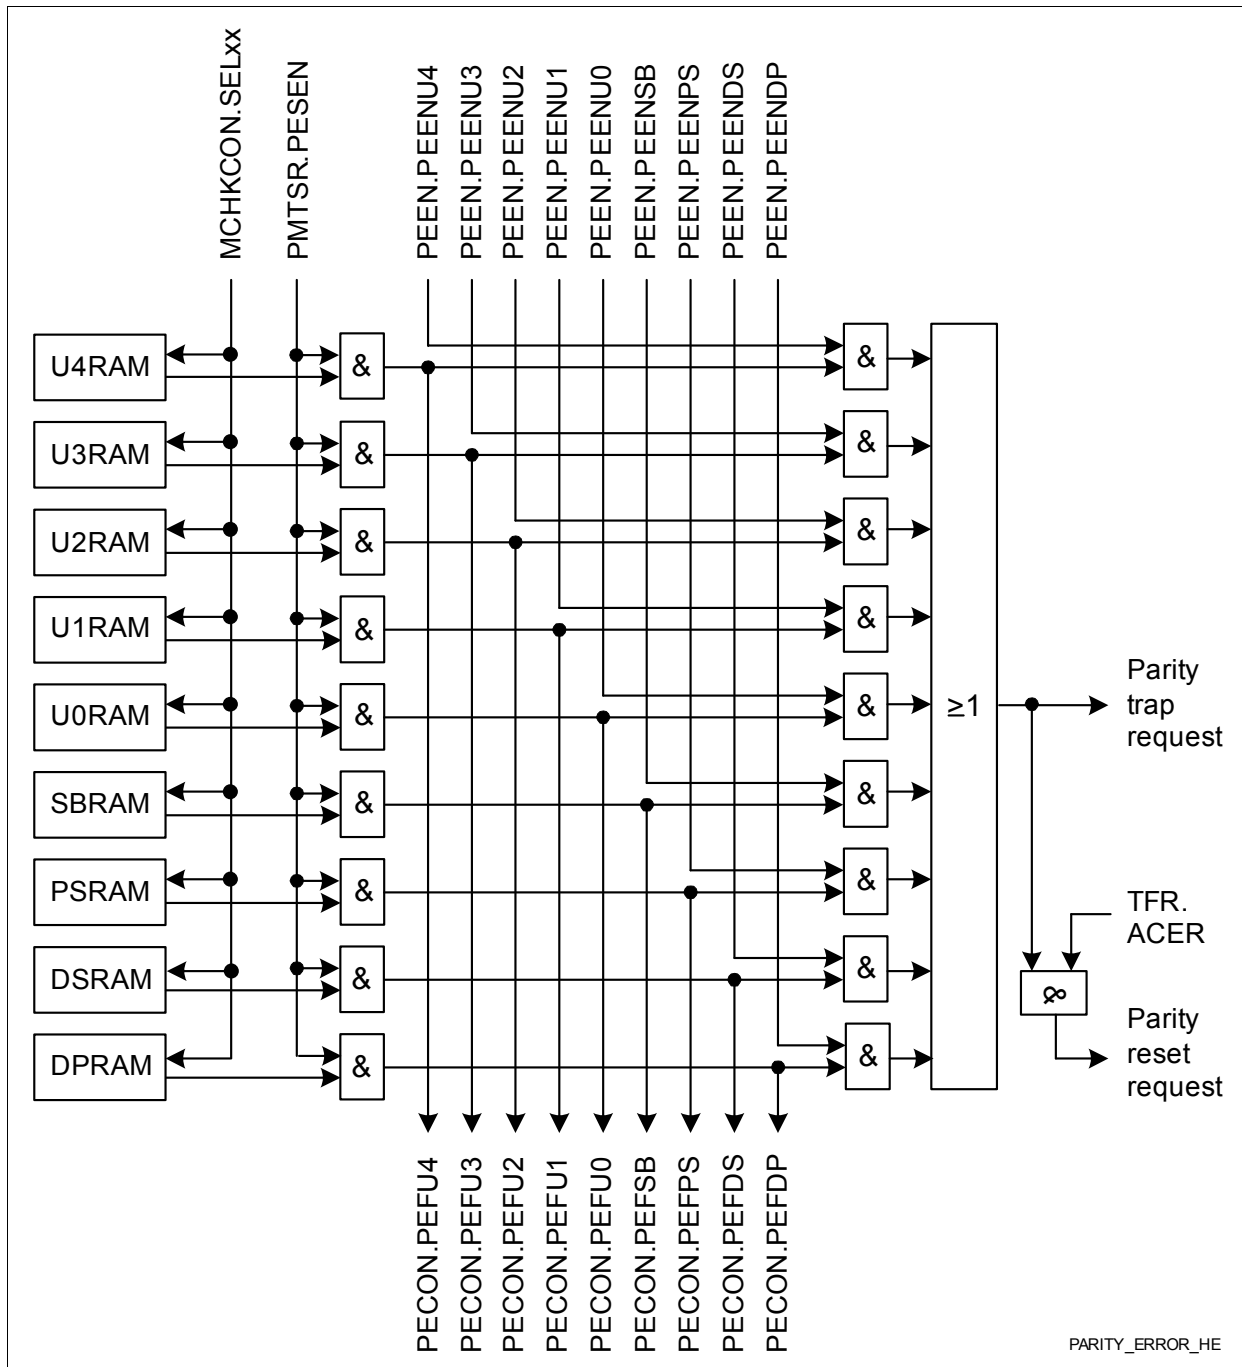 MCHKCON.SELxx
PMTSR.PESEN
PEEN.PEENU4
PEEN.PEENU3
PEEN.PEENU2
PEEN.PEENU1
PEEN.PEENU0
PEEN.PEENSB
PEEN.PEENPS
PEEN.PEENDS
PEEN.PEENDP
U4RAM
&
&
U3RAM
&
&
U2RAM
&
&
U1RAM
&
&
U0RAM
&
&
SBRAM
&
&
PSRAM
&
&
DSRAM
&
&
DPRAM
&
&
≥1
Parity
trap
request
TFR.
ACER
&
Parity
reset
request
PECON.PEFU4
PECON.PEFU3
PECON.PEFU2
PECON.PEFU1
PECON.PEFU0
PECON.PEFSB
PECON.PEFPS
PECON.PEFDS
PECON.PEFDP
PARITY_ERROR_HE